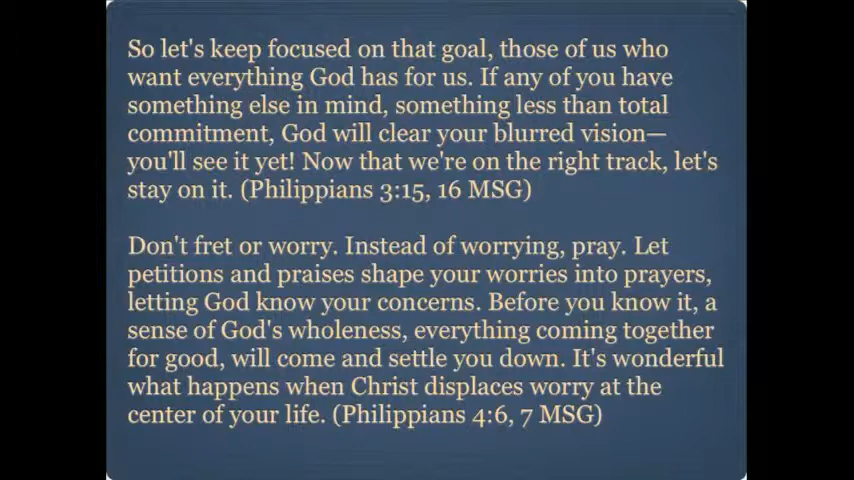 So let's keep focused on that goal, those of us who
want everything God has for us. If any of you have
something else in mind, something less than total
commitment, God will clear your blurred vision—
you'll see it yet! Now that we're on the right track, let's
stay on it. (Philippians 3:15, 16 MSG)
Don't fret or worry. Instead of worrying, pray. Let
petitions and praises shape your worries into prayers,
letting God know your concerns. Before you know it, a
sense of God's wholeness, everything coming together
for good, will come and settle you down. It's wonderful
what happens when Christ displaces worry at the
center of your life. (Philippians 4:6, 7 MSG)